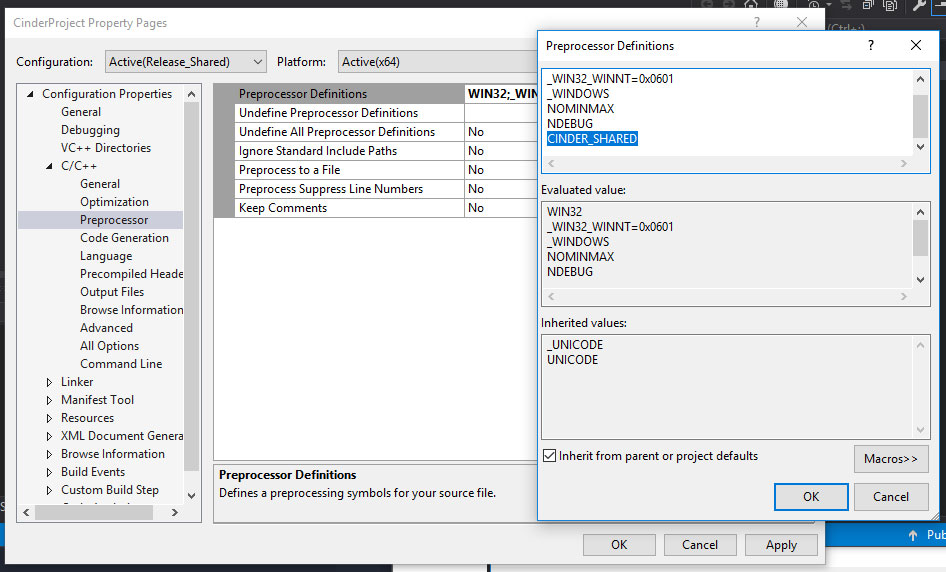 CinderProject Property Pages
?
Configuration: Active(Release_Shared) Platform: Active(x64)
Configuration Properties
General
Debugging
VC++ Directories
C/C++
General
Optimization
Preprocessor
Code Generation
Language
Precompiled Heade
Output Files
Browse Information
Advanced
All Options
Command Line
Linker
Manifest Tool
Resources
XML Document Genera
Browse Information
Build Events
Custom Build Step
Preprocessor Definitions WIN32;_WIN
Undefine Preprocessor Definitions
Undefine All Preprocessor Definitions No
Ignore Standard Include Paths No
Preprocess to a File No
Preprocess Suppress Line Numbers No
Keep Comments No
Preprocessor Definitions
Defines a preprocessing symbols for your source file.
OK Cancel Apply
Preprocessor Definitions
?
_WIN32_WINNT=0x0601
_WINDOWS
NOMINMAX
NDEBUG
CINDER_SHARED
Evaluated value:
WIN32
_WIN32_WINNT=0x0601
_WINDOWS
NOMINMAX
NDEBUG
Inherited values:
_UNICODE
UNICODE
Inherit from parent or project defaults
Macros>>
OK Cancel
Pub